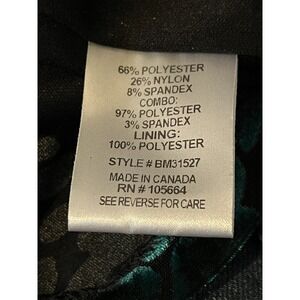 66% POLYESTER
26% NYLON
8% SPANDEX
COMBO:
97% POLYESTER
3% SPANDEX
LINING:
100% POLYESTER
STYLE # BM31527
MADE IN CANADA
RN # 105664
SEE REVERSE FOR CARE